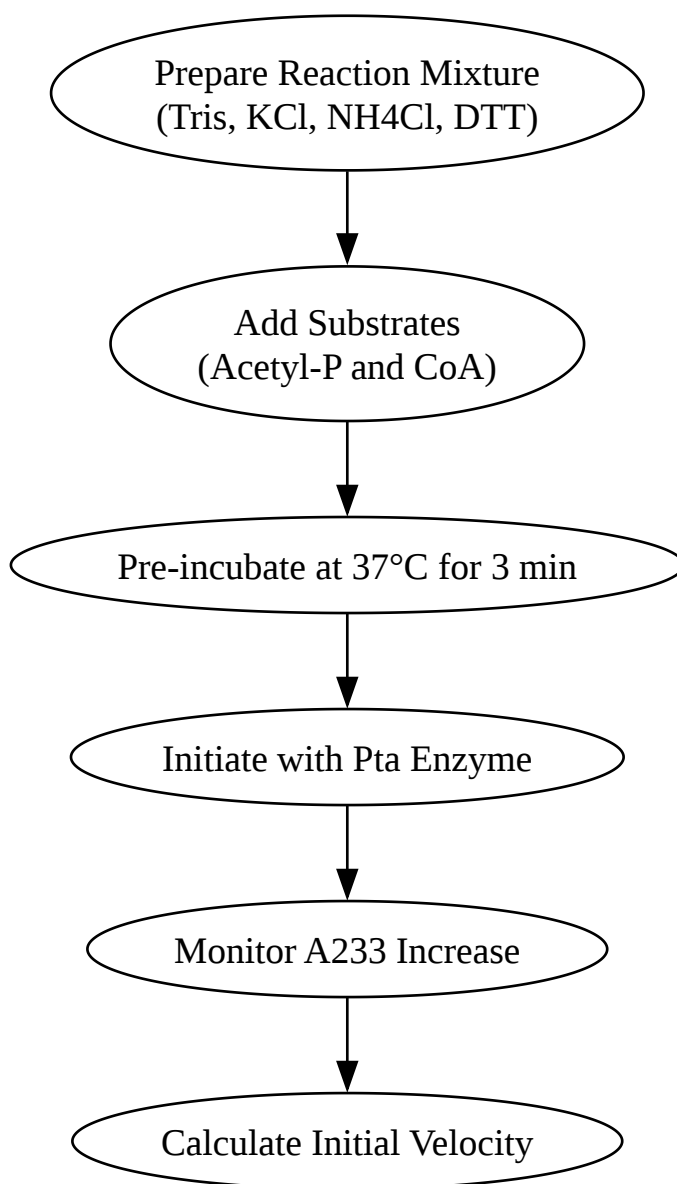 Prepare Reaction Mixture
(Tris, KCl, NH4Cl, DTT)
Add Substrates
(Acetyl-P and CoA)
Pre-incubate at 37°C for 3 min
Initiate with Pta Enzyme
Monitor A233 Increase
Calculate Initial Velocity